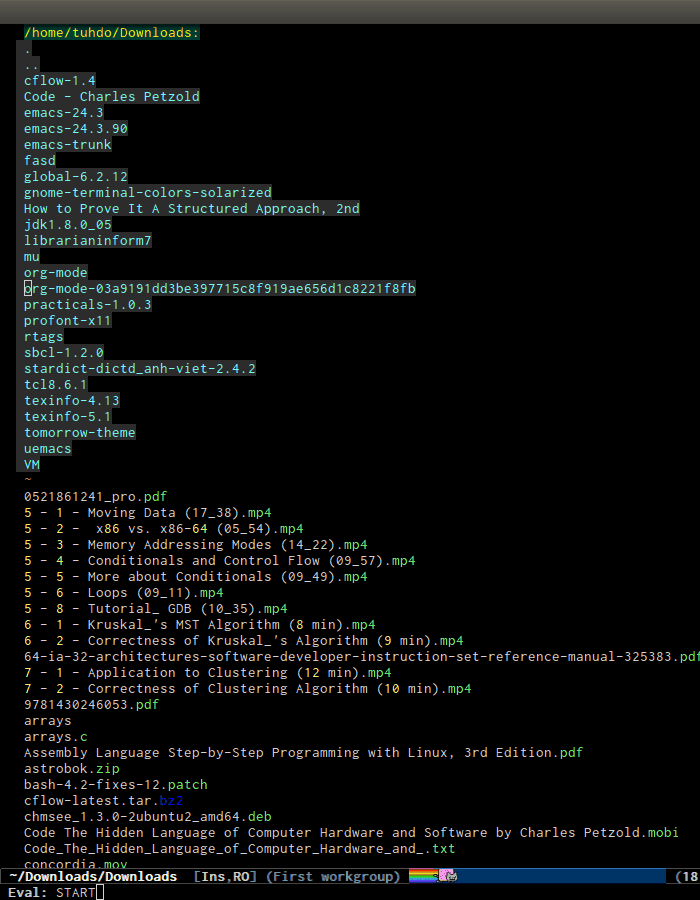 /home/tuhdo/Downloads:
.
..
cflow-1.4
Code - Charles Petzold
emacs-24.3
emacs-24.3.90
emacs-trunk
fasd
global-6.2.12
gnome-terminal-colors-solarized
How to Prove It A Structured Approach, 2nd
jdk1.8.0_05
librarianinform7
mu
org-mode
org-mode-03a9191dd3be397715c8f919ae656d1c8221f8fb
practicals-1.0.3
profont-x11
rtags
sbcl-1.2.0
stardict-dictd_anh-viet-2.4.2
tcl8.6.1
texinfo-4.13
texinfo-5.1
tomorrow-theme
uemacs
VM
~
0521861241_pro.pdf
5 - 1 - Moving Data (17_38).mp4
5 - 2 -  x86 vs. x86-64 (05_54).mp4
5 - 3 - Memory Addressing Modes (14_22).mp4
5 - 4 - Conditionals and Control Flow (09_57).mp4
5 - 5 - More about Conditionals (09_49).mp4
5 - 6 - Loops (09_11).mp4
5 - 8 - Tutorial_ GDB (10_35).mp4
6 - 1 - Kruskal_'s MST Algorithm (8 min).mp4
6 - 2 - Correctness of Kruskal_'s Algorithm (9 min).mp4
64-ia-32-architectures-software-developer-instruction-set-reference-manual-325383.pdf
7 - 1 - Application to Clustering (12 min).mp4
7 - 2 - Correctness of Clustering Algorithm (10 min).mp4
9781430246053.pdf
arrays
arrays.c
Assembly Language Step-by-Step Programming with Linux, 3rd Edition.pdf
astrobok.zip
bash-4.2-fixes-12.patch
cflow-latest.tar.bz2
chmsee_1.3.0-2ubuntu2_amd64.deb
Code The Hidden Language of Computer Hardware and Software by Charles Petzold.mobi
Code_The_Hidden_Language_of_Computer_Hardware_and_.txt
concordia.mov
~/Downloads/Downloads  [Ins,RO] (First workgroup) (18
Eval: START